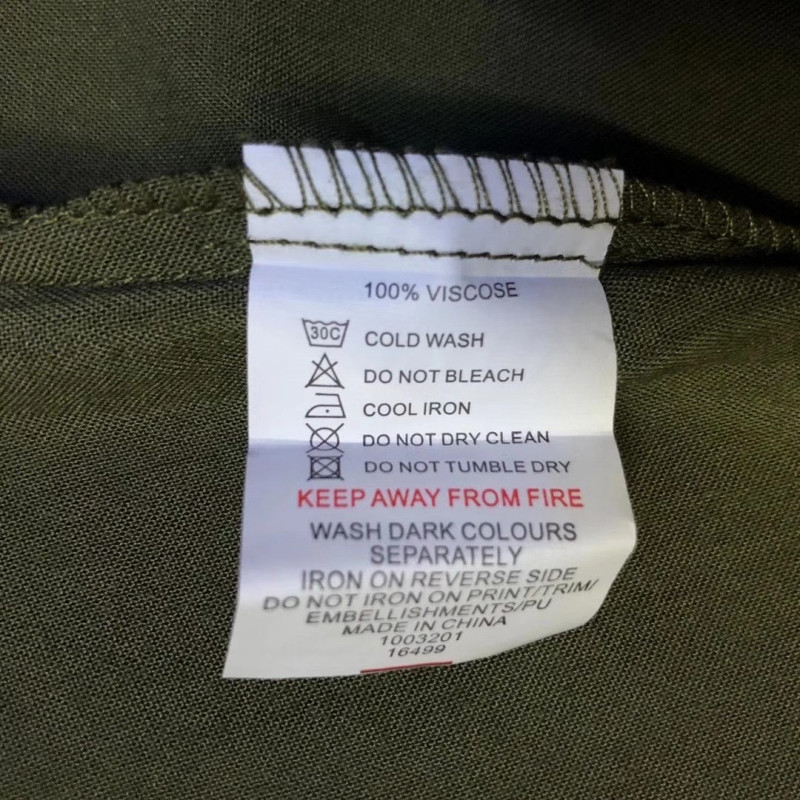 100% VISCOSE
30C COLD WASH
DO NOT BLEACH
COOL IRON
DO NOT DRY CLEAN
DO NOT TUMBLE DRY
KEEP AWAY FROM FIRE
WASH DARK COLOURS
SEPARATELY
IRON ON REVERSE SIDE
DO NOT IRON ON PRINT/TRIM/
EMBELLISHMENTS/PU
MADE IN CHINA
1003201
16499